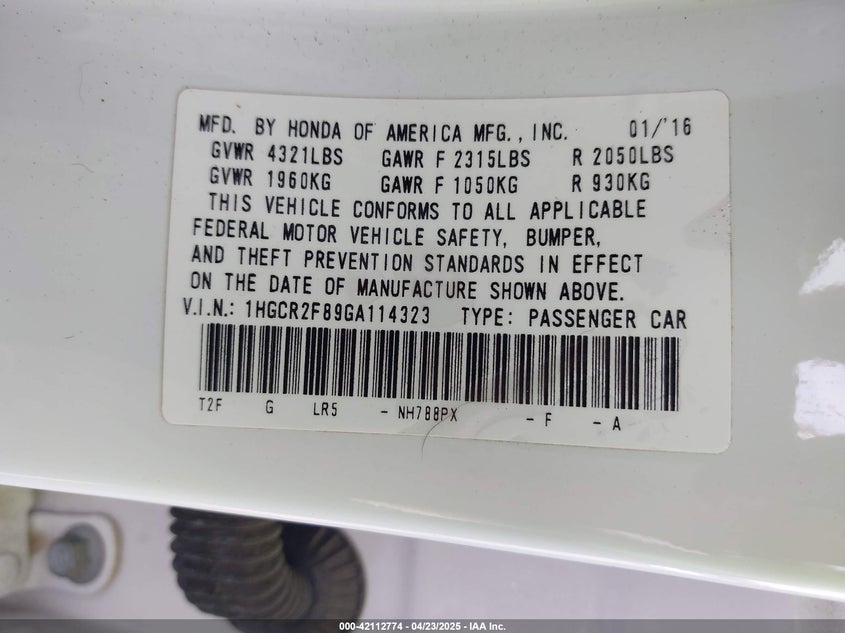 MFD. BY HONDA OF AMERICA MFG., INC. 01/'16
GVWR 4321LBS GAWR F 2315LBS R 2050LBS
GVWR 1960KG GAWR F 1050KG R 930KG
THIS VEHICLE CONFORMS TO ALL APPLICABLE
FEDERAL MOTOR VEHICLE SAFETY, BUMPER,
AND THEFT PREVENTION STANDARDS IN EFFECT
ON THE DATE OF MANUFACTURE SHOWN ABOVE.
V.I.N.: 1HGCR2F89GA114323 TYPE: PASSENGER CAR
T2F G LR5 - NH788PX - F - A
000-42112774 | 04/23/2025 - IAA Inc.